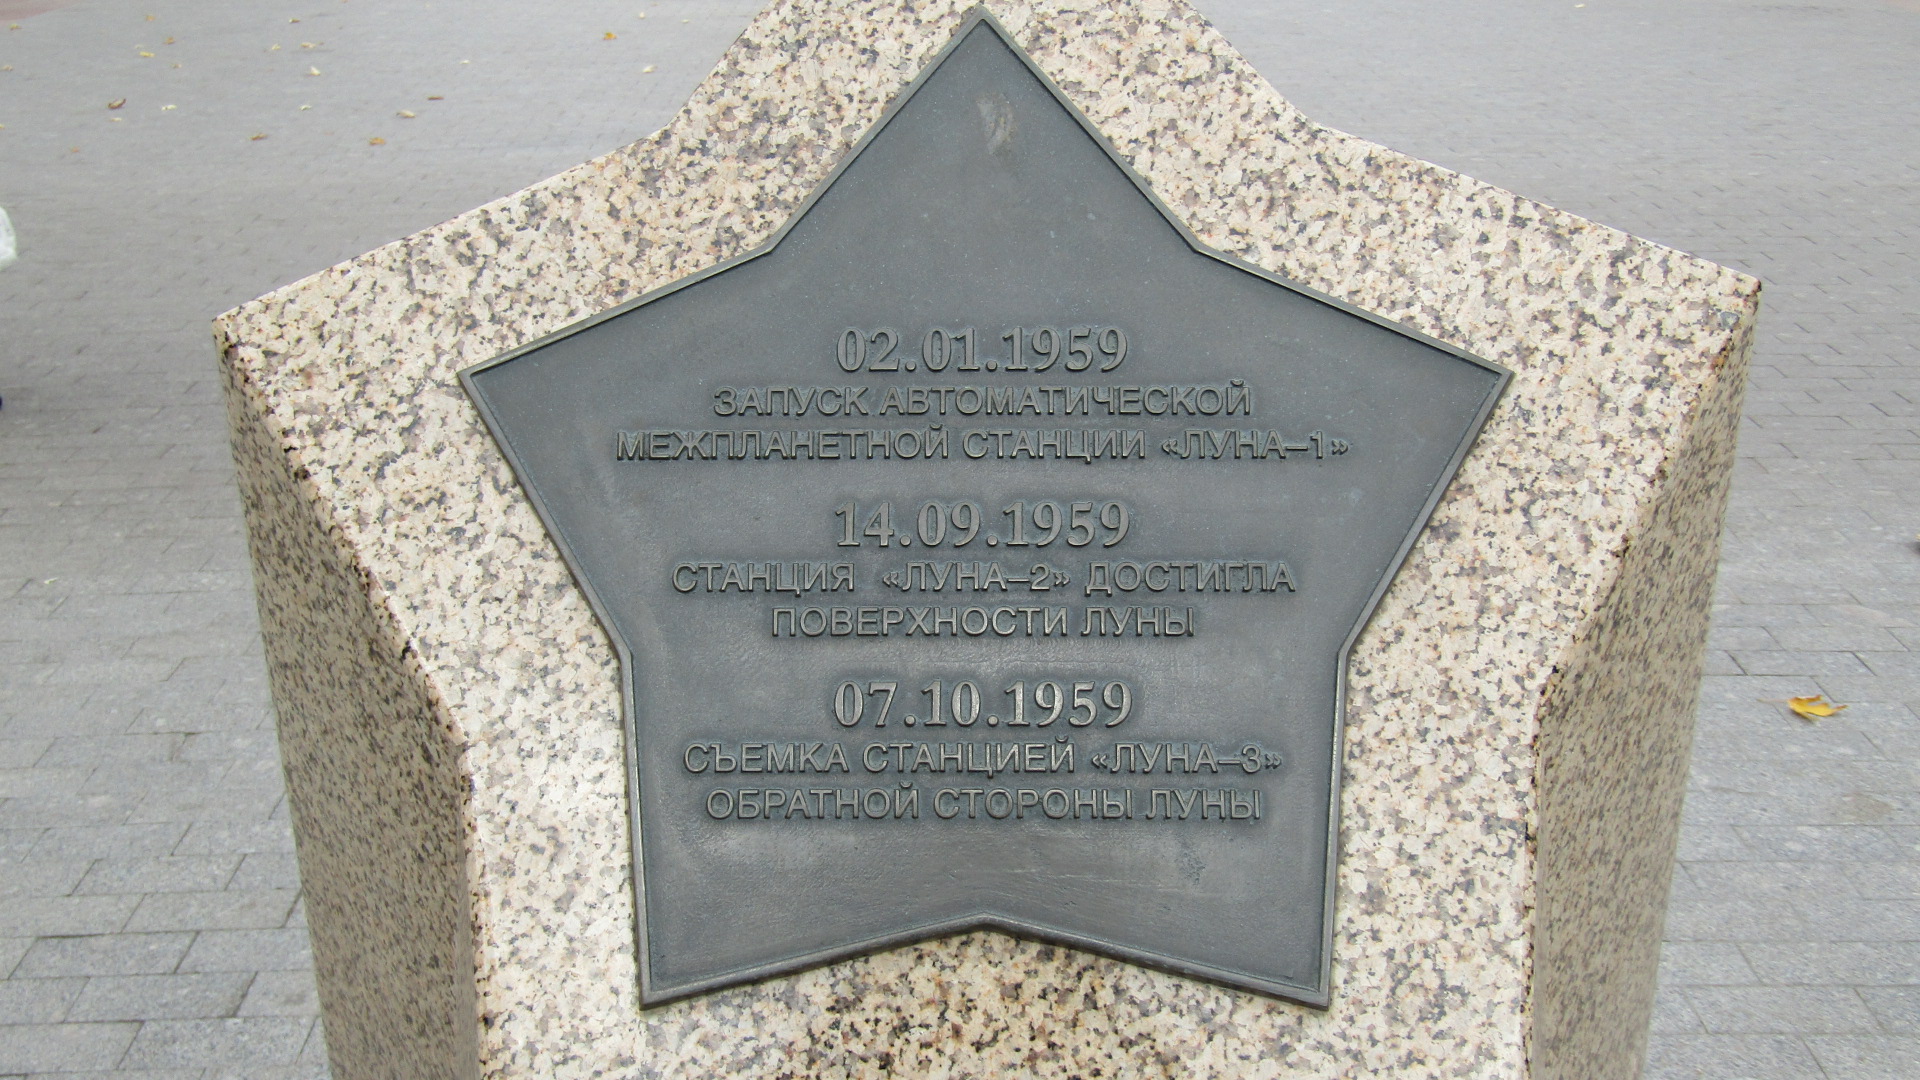 02.01.1959
ЗАПУСК АВТОМАТИЧЕСКОЙ
МЕЖПЛАНЕТНОЙ СТАНЦИИ «ЛУНА–1»
14.09.1959
СТАНЦИЯ «ЛУНА–2» ДОСТИГЛА
ПОВЕРХНОСТИ ЛУНЫ
07.10.1959
СЪЕМКА СТАНЦИЕЙ «ЛУНА–3»
ОБРАТНОЙ СТОРОНЫ ЛУНЫ